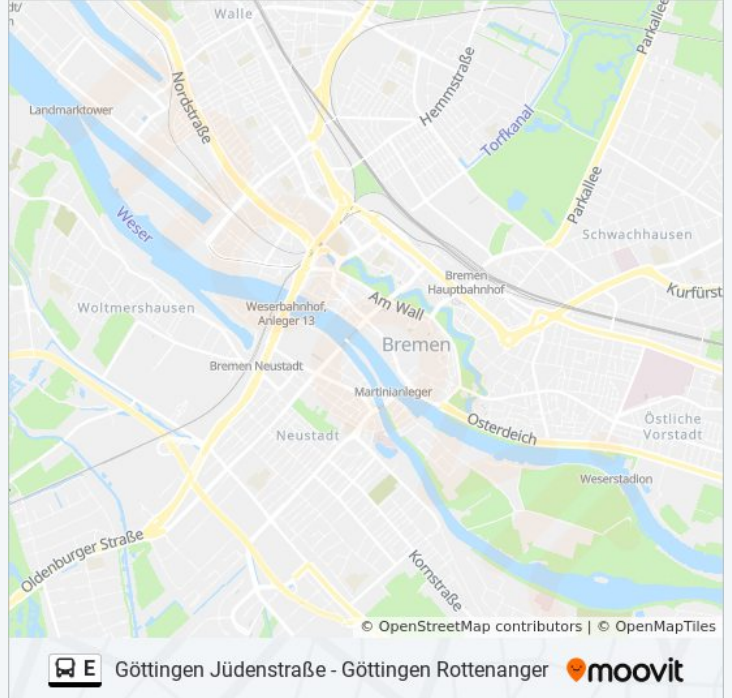 Walle
Parkallee
Hemmstraße
Nordstraße
Landmarktower
Torfkanal
Parkallee
Weser
Schwachhausen
Bremen
Hauptbahnhof
Kurfürst
Woltmershausen
Weserbahnhof,
Anleger 13
Am Wall
Bremen
Bremen Neustadt
Martinianleger
Neustadt
Osterdeich
Östliche
Vorstadt
Weserstadion
Oldenburger Straße
Kornstraße
© OpenStreetMap contributors | © OpenMapTiles
E Göttingen Jüdenstraße - Göttingen Rottenanger moovit